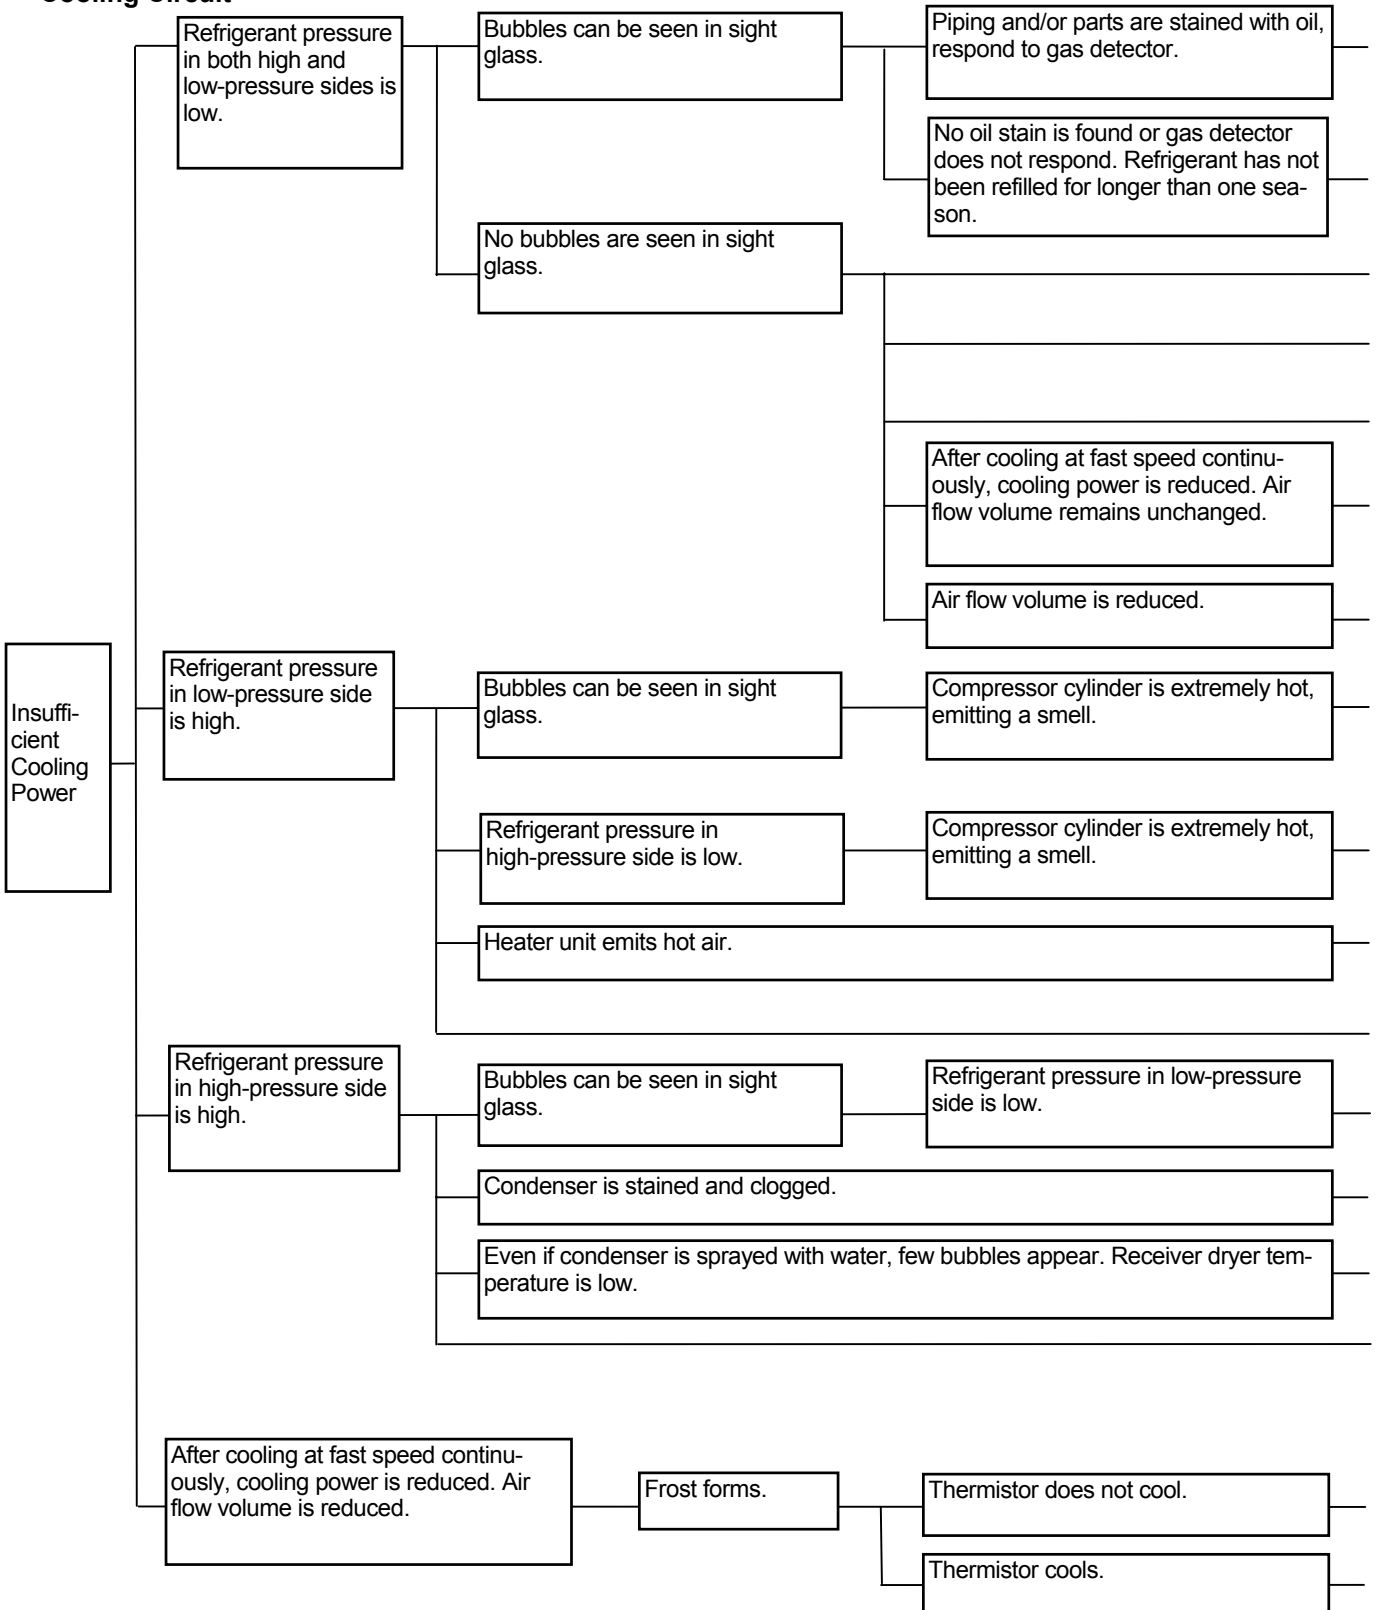 Cooling Circuit
Refrigerant pressure
in both high and
low-pressure sides is
low.
Bubbles can be seen in sight
glass.
Piping and/or parts are stained with oil,
respond to gas detector.
No oil stain is found or gas detector
does not respond. Refrigerant has not
been refilled for longer than one sea-
son.
No bubbles are seen in sight
glass.
After cooling at fast speed continu-
ously, cooling power is reduced. Air
flow volume remains unchanged.
Air flow volume is reduced.
Insuffi-
cient
Cooling
Power
Refrigerant pressure
in low-pressure side
is high.
Bubbles can be seen in sight
glass.
Compressor cylinder is extremely hot,
emitting a smell.
Refrigerant pressure in
high-pressure side is low.
Compressor cylinder is extremely hot,
emitting a smell.
Heater unit emits hot air.
Refrigerant pressure
in high-pressure side
is high.
Bubbles can be seen in sight
glass.
Refrigerant pressure in low-pressure
side is low.
Condenser is stained and clogged.
Even if condenser is sprayed with water, few bubbles appear. Receiver dryer tem-
perature is low.
After cooling at fast speed continu-
ously, cooling power is reduced. Air
flow volume is reduced.
Frost forms.
Thermistor does not cool.
Thermistor cools.